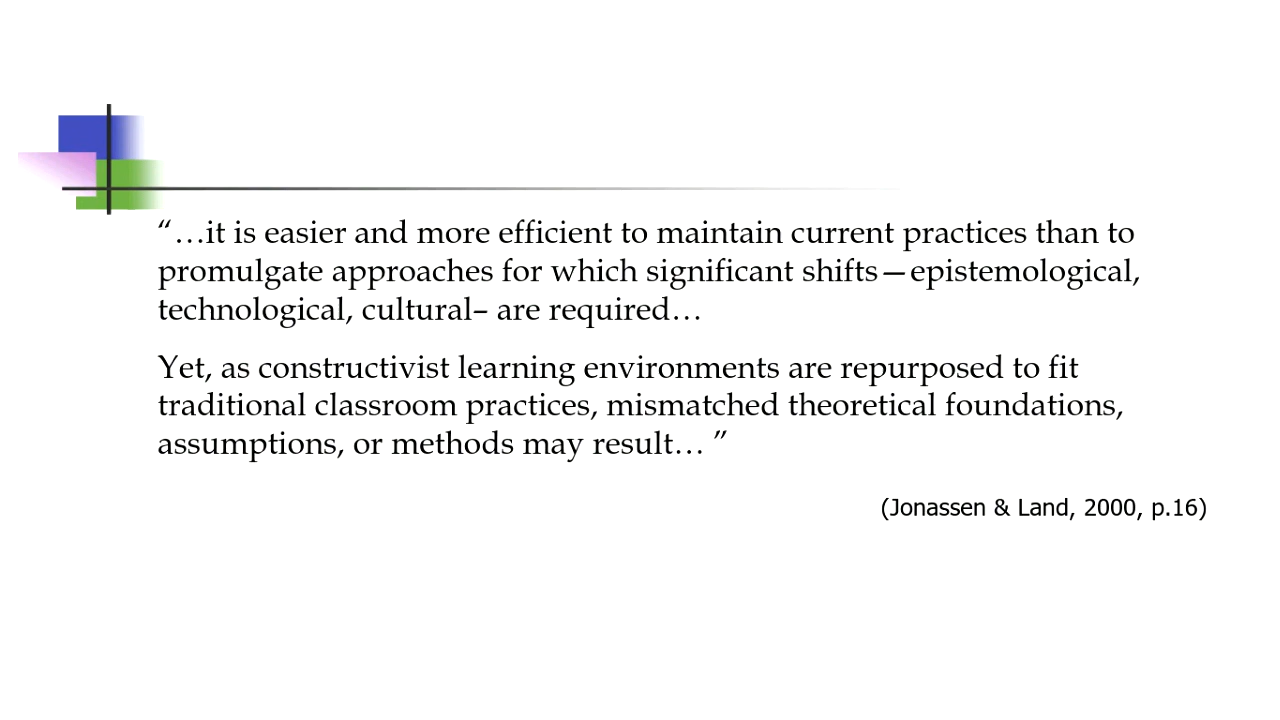 “…it is easier and more efficient to maintain current practices than to
promulgate approaches for which significant shifts—epistemological,
technological, cultural– are required…
Yet, as constructivist learning environments are repurposed to fit
traditional classroom practices, mismatched theoretical foundations,
assumptions, or methods may result… ”
(Jonassen & Land, 2000, p.16)